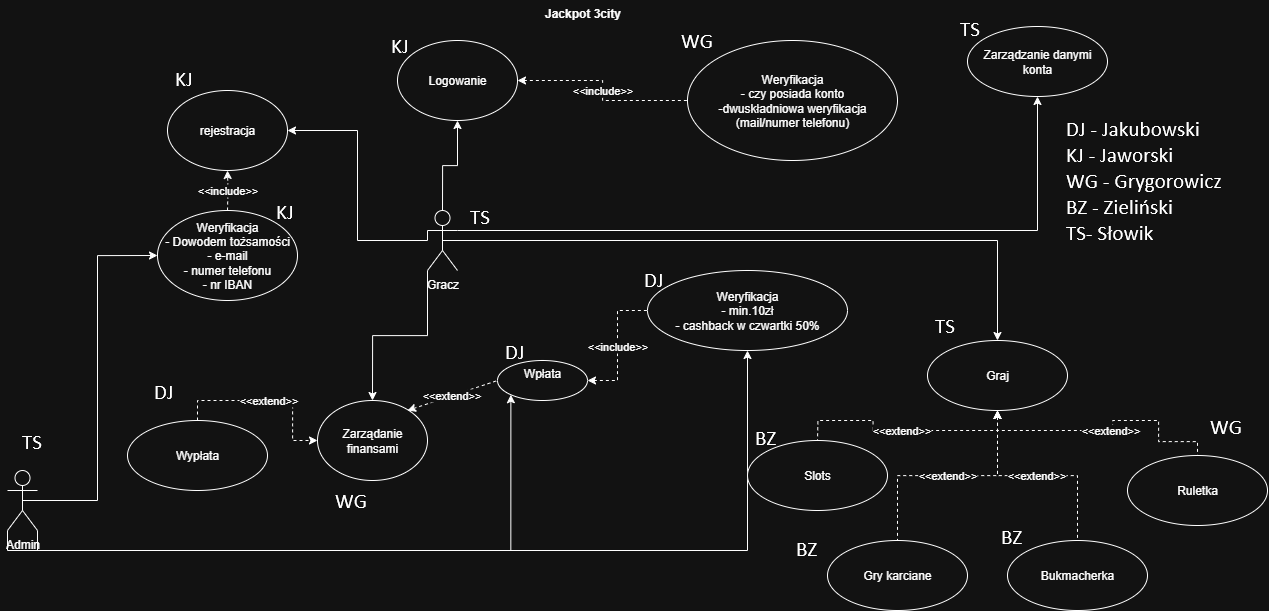 Jackpot 3city
KJ
Logowanie
<<include>>
WG
Weryfikacja
- czy posiada konto
-dwuskładniowa weryfikacja
(mail/numer telefonu)
TS
Zarządzanie danymi
konta
KJ
rejestracja
<<include>>
KJ
Weryfikacja
- Dowodem tożsamości
- e-mail
- numer telefonu
- nr IBAN
TS
Gracz
DJ - Jakubowski
KJ - Jaworski
WG - Grygorowicz
BZ - Zieliński
TS- Słowik
DJ
Weryfikacja
- min.10zł
- cashback w czwartki 50%
<<include>>
DJ
Wpłata
<<extend>>
TS
Graj
DJ
Wypłata
<<extend>>
Zarządanie
finansami
WG
TS
Admin
BZ
Slots
<<extend>>
<<extend>>
WG
Ruletka
<<extend>>
<<extend>>
BZ
Gry karciane
BZ
Bukmacherka